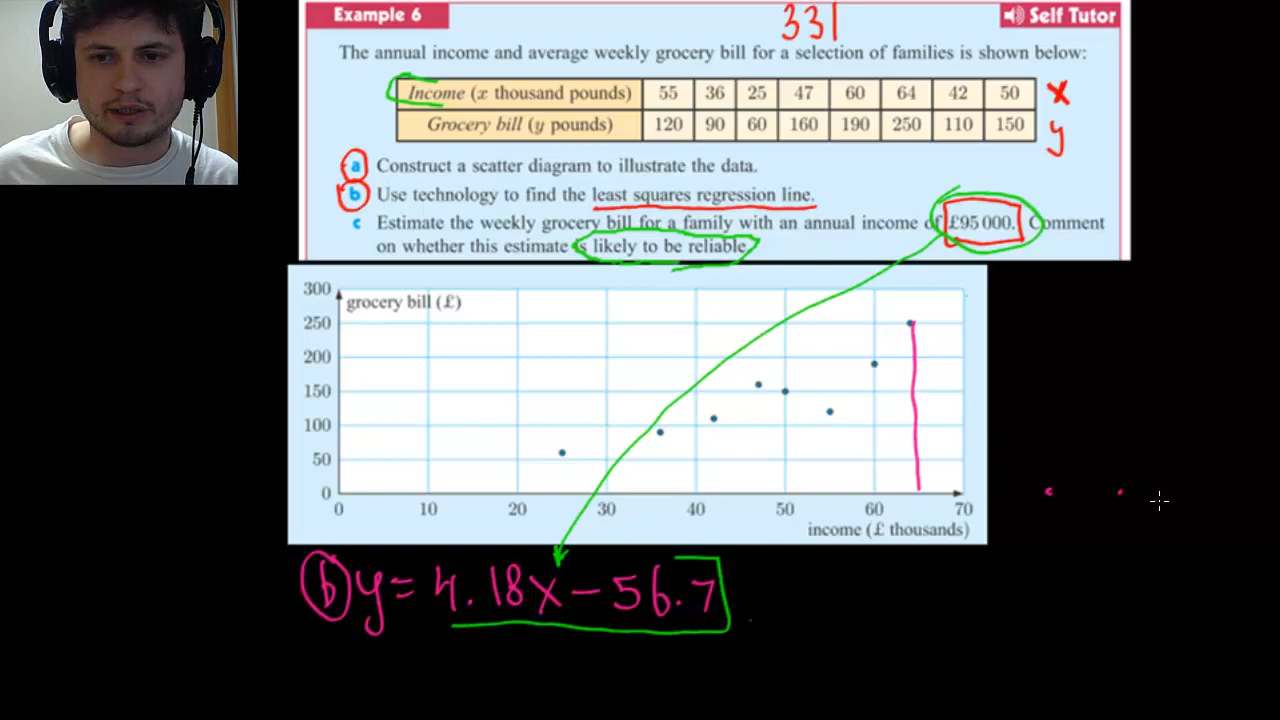 Example 6
331
Self Tutor
The annual income and average weekly grocery bill for a selection of families is shown below:
Income (x thousand pounds) 55 36 25 47 60 64 42 50 x
Grocery bill (y pounds) 120 90 60 160 190 250 110 150 y
a Construct a scatter diagram to illustrate the data.
b Use technology to find the least squares regression line.
c Estimate the weekly grocery bill for a family with an annual income of £95 000. Comment
on whether this estimate is likely to be reliable.
300
grocery bill (£)
250
200
150
100
50
0
0 10 20 30 40 50 60 70
income (£ thousands)
b y = 4.18x - 56.7